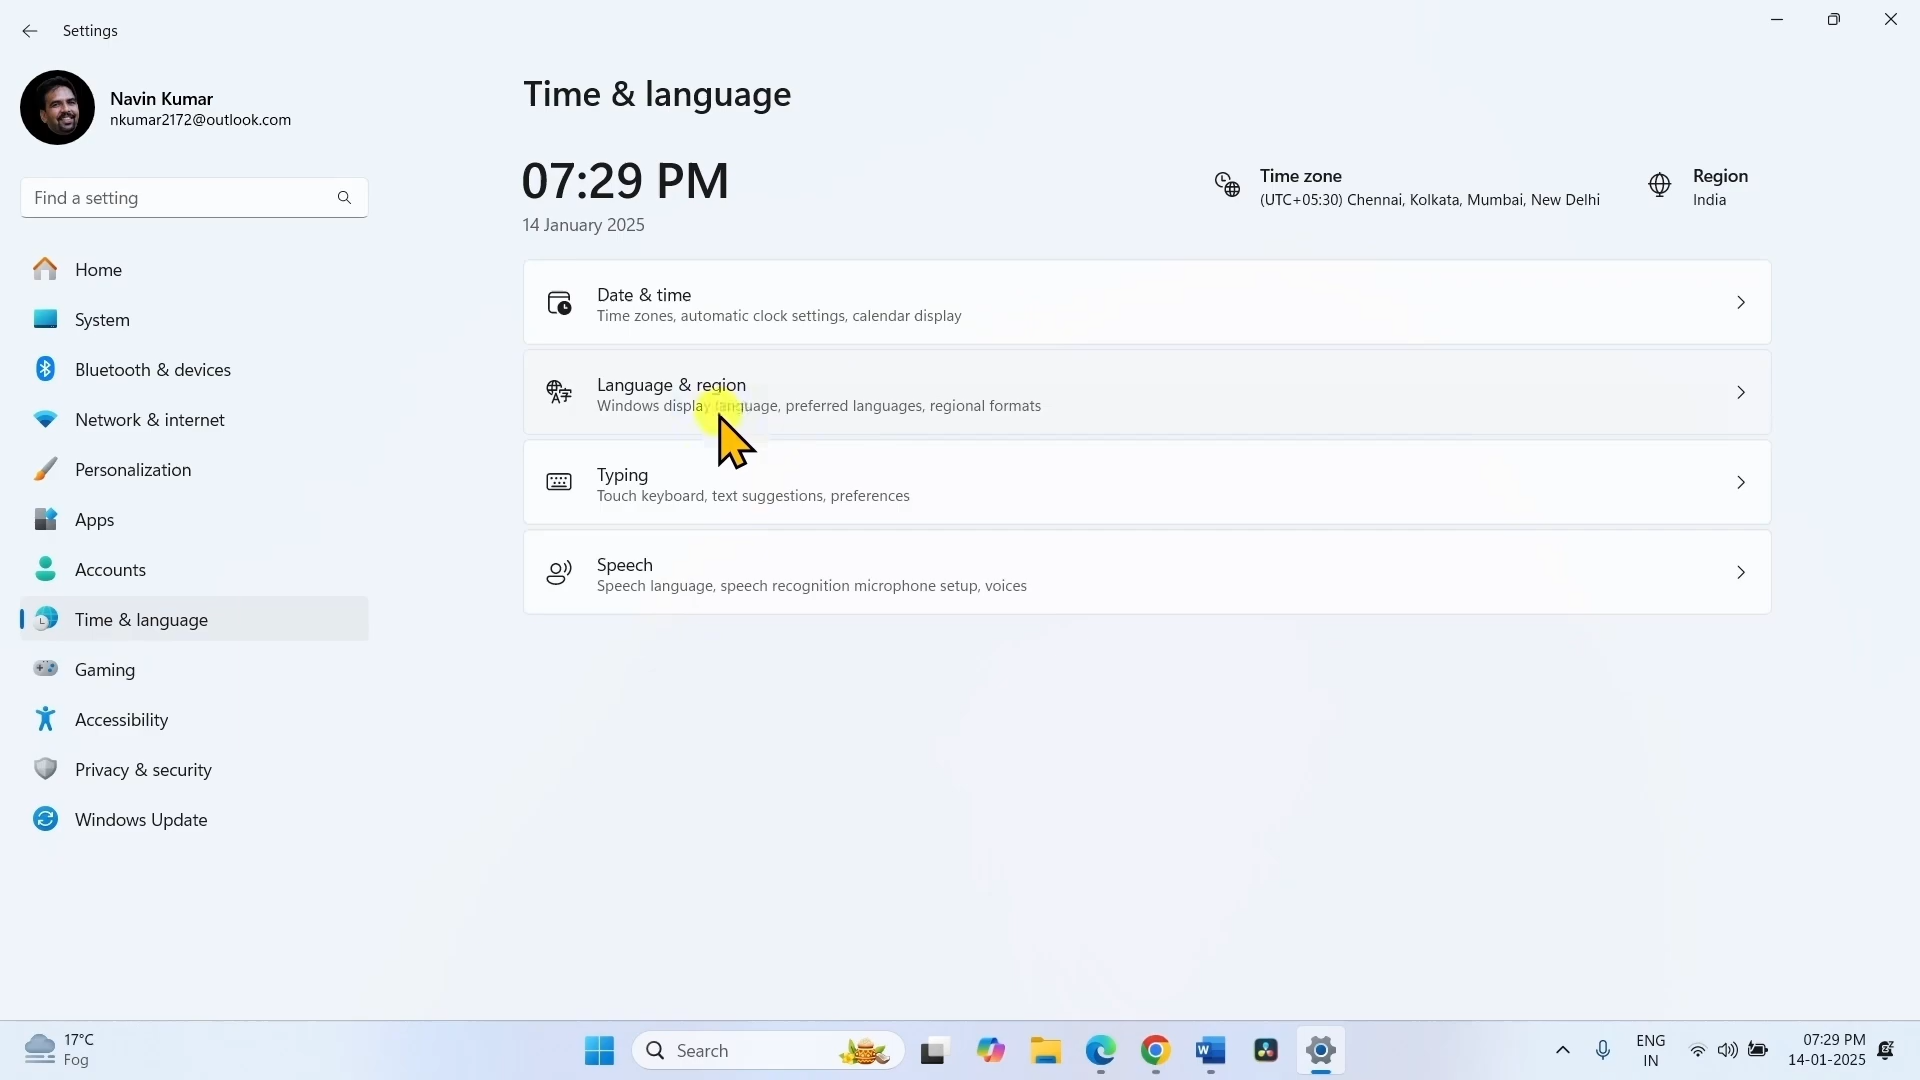 Settings
Navin Kumar
nkumar2172@outlook.com
Find a setting
Home
System
Bluetooth & devices
Network & internet
Personalization
Apps
Accounts
Time & language
Gaming
Accessibility
Privacy & security
Windows Update
Time & language
07:29 PM
14 January 2025
Time zone
(UTC+05:30) Chennai, Kolkata, Mumbai, New Delhi
Region
India
Date & time
Time zones, automatic clock settings, calendar display
Language & region
Windows display language, preferred languages, regional formats
Typing
Touch keyboard, text suggestions, preferences
Speech
Speech language, speech recognition microphone setup, voices
17°C
Fog
Search
ENG
IN
07:29 PM
14-01-2025